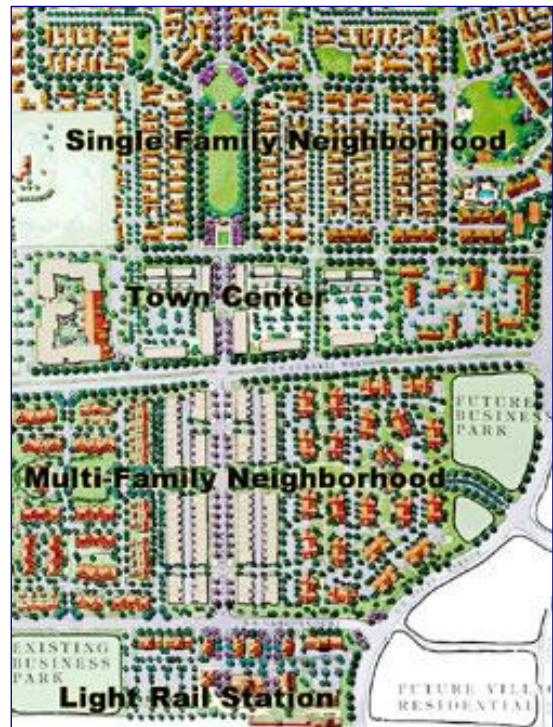 Single Family Neighborhood
Town Center
FUTURE
BUSINESS
PARK
Multi-Family Neighborhood
EXISTING
BUSINESS
PARK
Light Rail Station
FUTURE
RESIDENTIAL